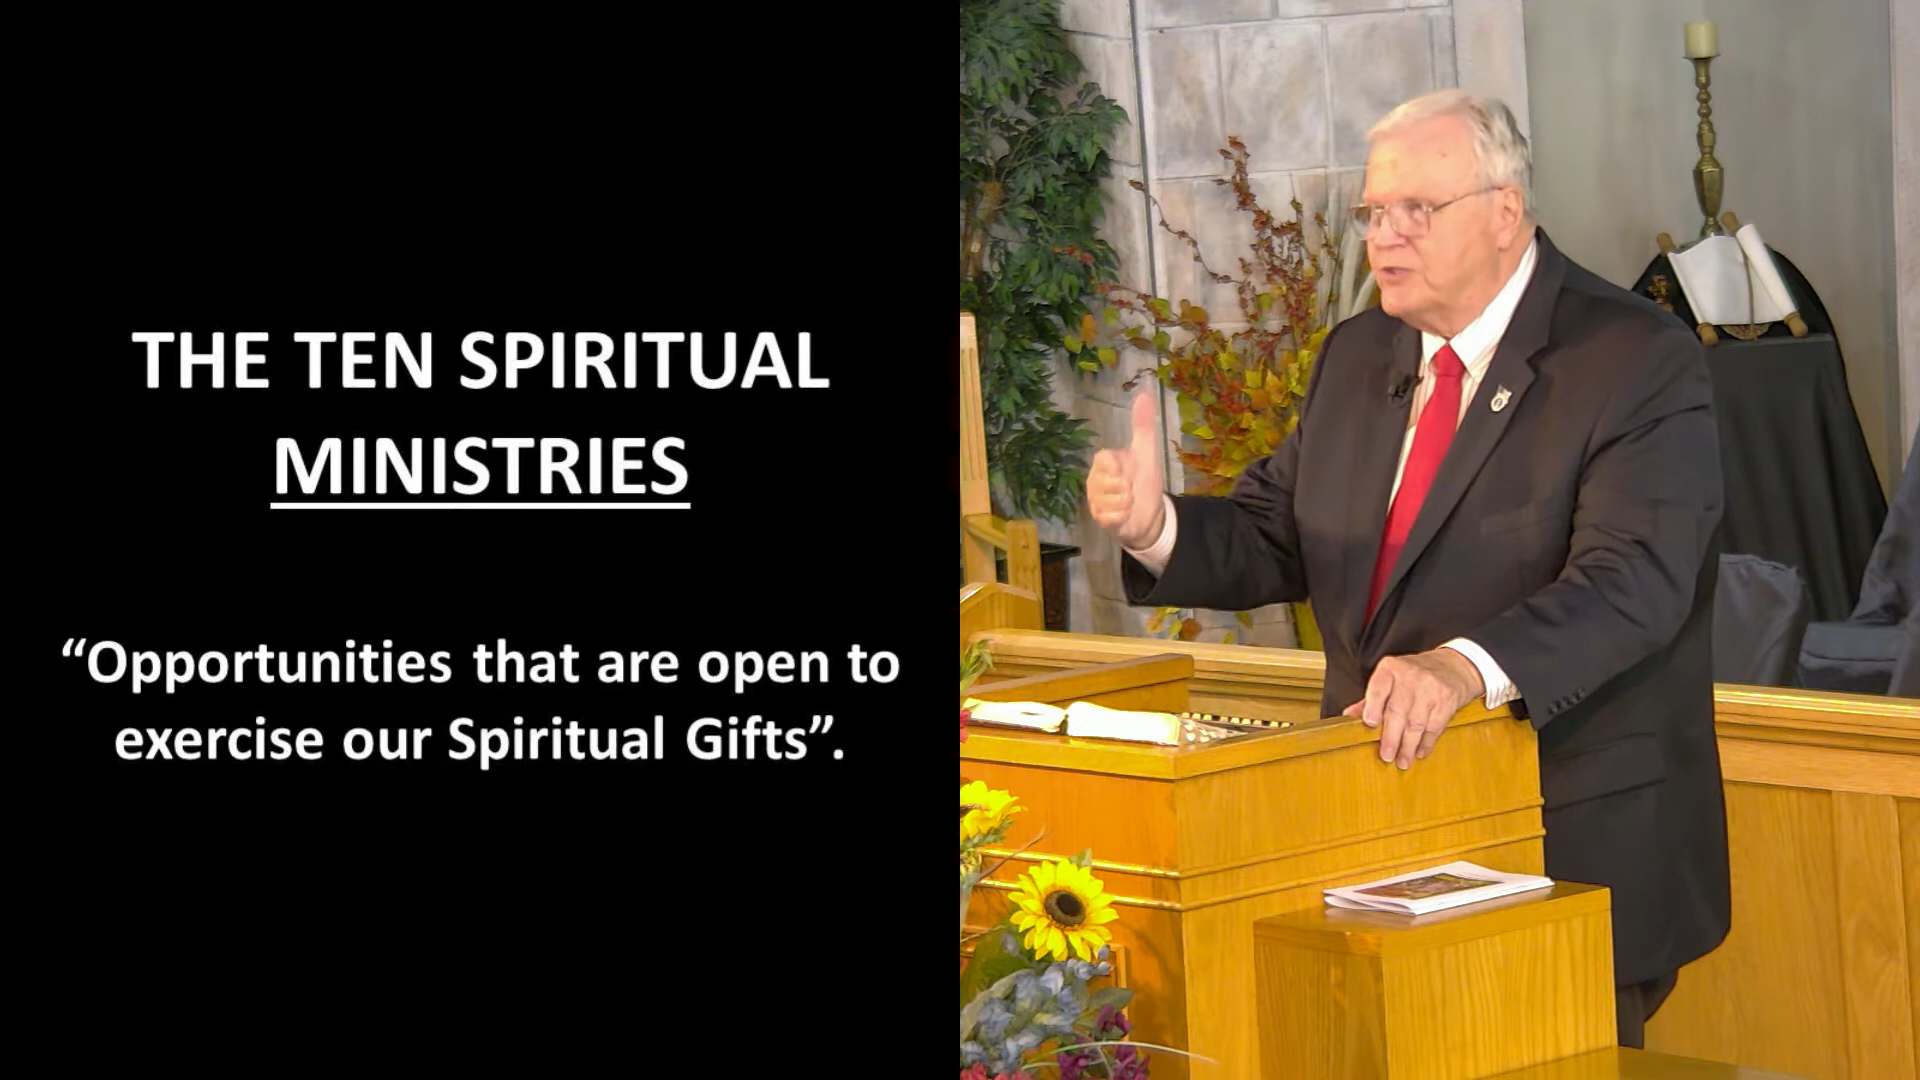 THE TEN SPIRITUAL
MINISTRIES
“Opportunities that are open to
exercise our Spiritual Gifts”.